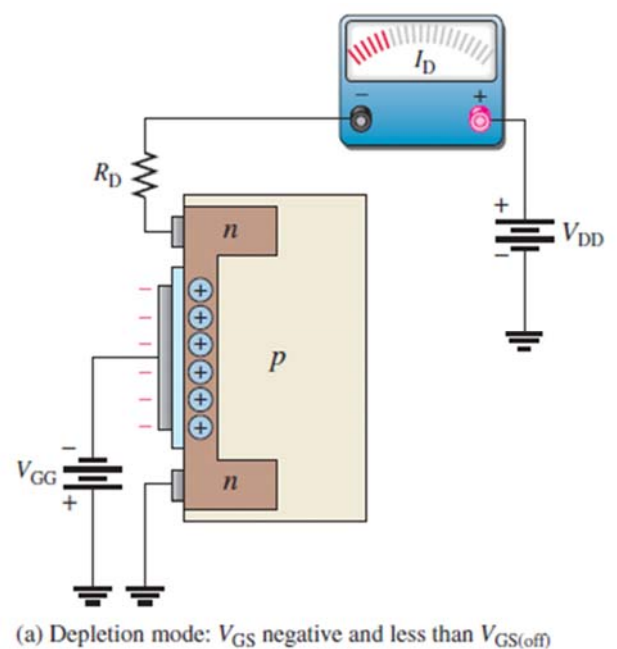 I_D
− +
R_D
n
+
V_DD
−
− + 
− +
− +
p
− +
− +
− +
−
V_GG
+
n
(a) Depletion mode: V_GS negative and less than V_GS(off)